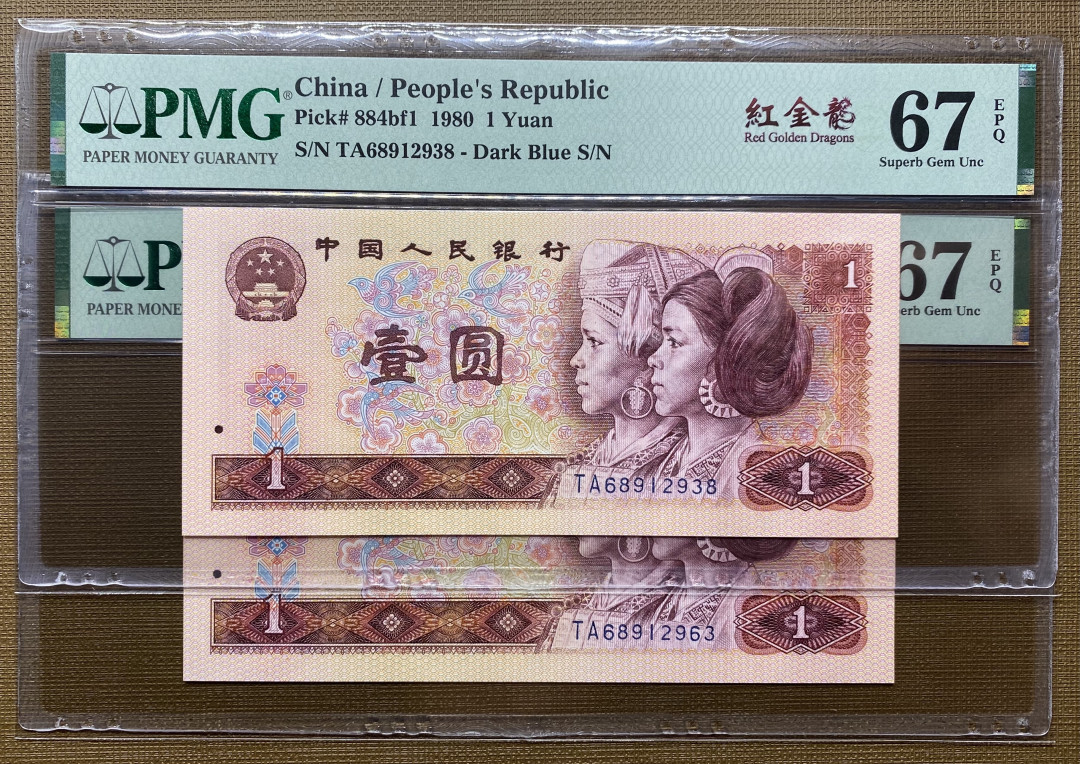 PMG®
PAPER MONEY GUARANTY
China / People's Republic
Pick# 884bf1 1980 1 Yuan
S/N TA68912938 - Dark Blue S/N
紅金龍
Red Golden Dragons
67
EPQ
Superb Gem Unc
P
PAPER MONE
67
EPQ
erb Gem Unc
中国人民银行
1
壹圆
1
TA68912938
1
1
TA68912963
1